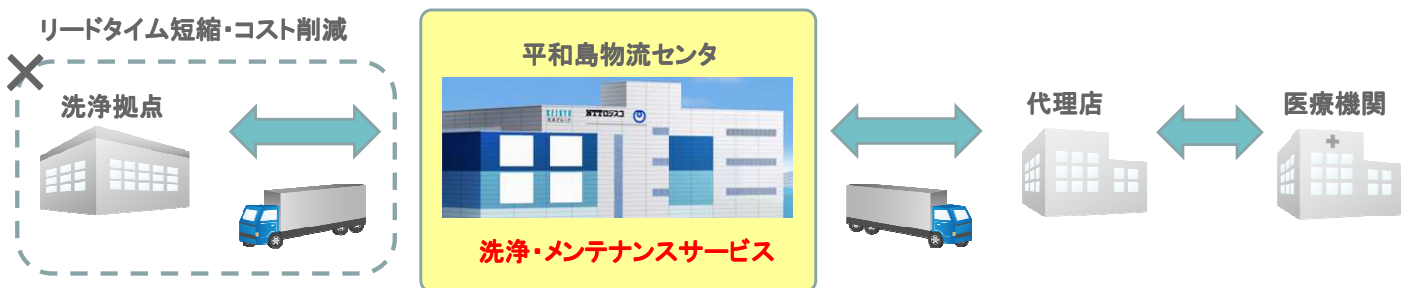 リードタイム短縮・コスト削減
洗浄拠点
平和島物流センタ
NTTロジスコ
洗浄・メンテナンスサービス
代理店
医療機関